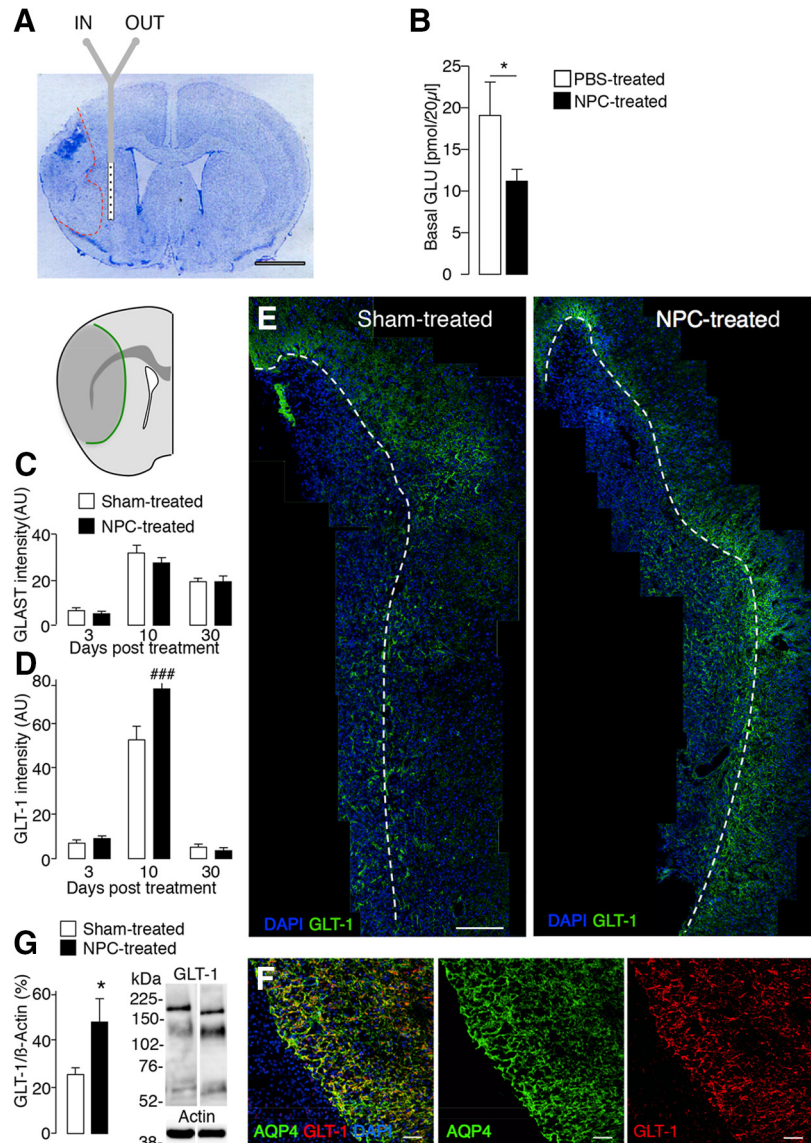 A
IN OUT
B
Basal GLU [pmol/20µl]
25
20
15
10
5
0
*
PBS-treated
NPC-treated
C
Sham-treated
NPC-treated
GLAST intensity(AU)
40
20
0
3 10 30
Days post treatment
D
GLT-1 intensity (AU)
80
60
40
20
0
###
3 10 30
Days post treatment
E
Sham-treated
DAPI GLT-1
NPC-treated
DAPI GLT-1
G
Sham-treated
NPC-treated
GLT-1/ß-Actin (%)
60
40
20
0
*
kDa
GLT-1
225-
150-
102-
76-
52-
Actin
38-
F
AQP4 GLT-1 DAPI
AQP4
GLT-1